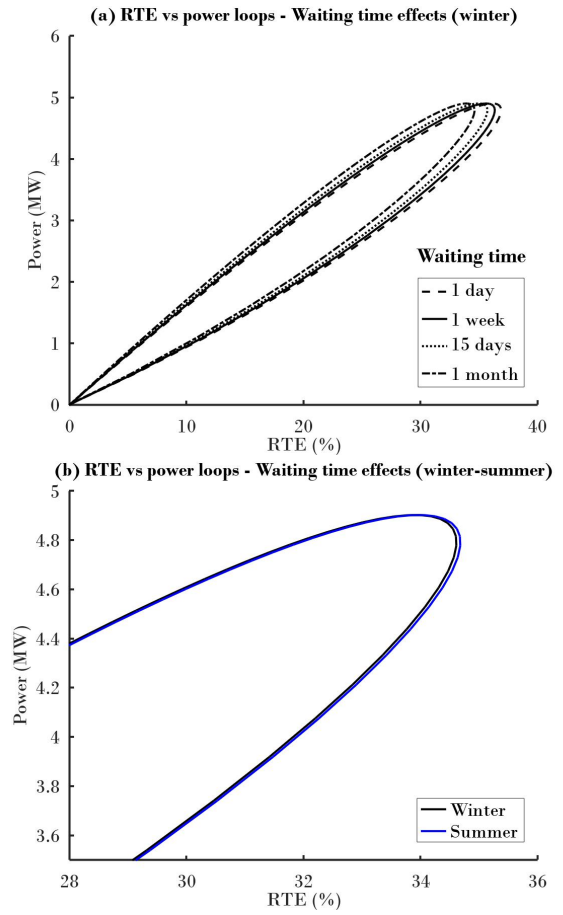 (a) RTE vs power loops - Waiting time effects (winter)
6
5
4
3
2
1
0
Power (MW)
Waiting time
1 day
1 week
15 days
1 month
0 10 20 30 40
RTE (%)
(b) RTE vs power loops - Waiting time effects (winter-summer)
5
4.8
4.6
4.4
4.2
4
3.8
3.6
Power (MW)
Winter
Summer
28 30 32 34 36
RTE (%)